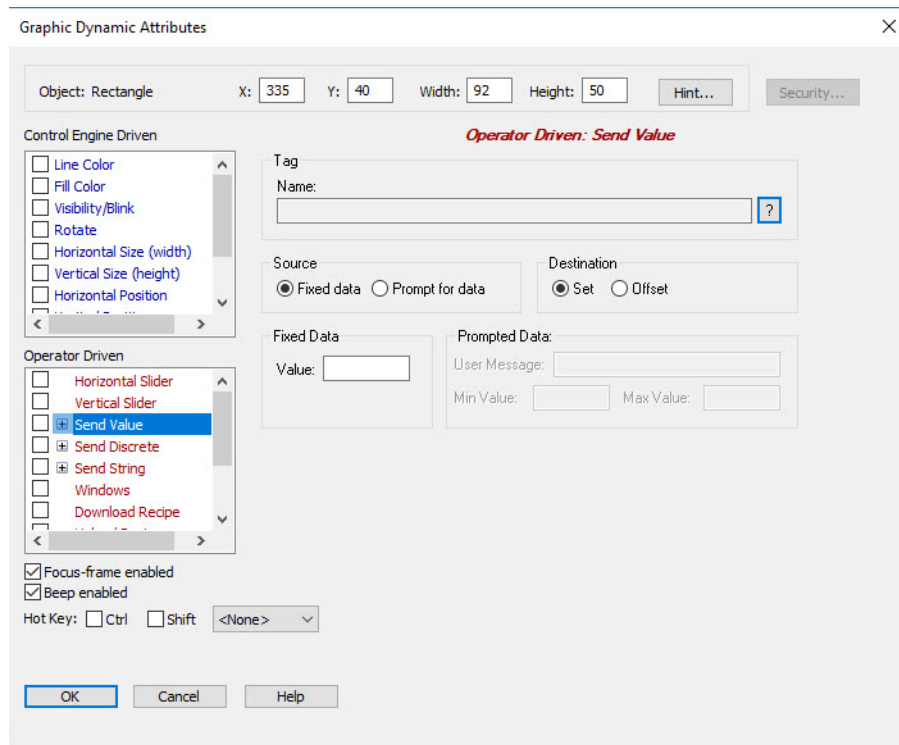 Graphic Dynamic Attributes
Object: Rectangle X: 335 Y: 40 Width: 92 Height: 50 Hint... Security...
Control Engine Driven
Line Color
Fill Color
Visibility/Blink
Rotate
Horizontal Size (width)
Vertical Size (height)
Horizontal Position
Operator Driven
Horizontal Slider
Vertical Slider
Send Value
Send Discrete
Send String
Windows
Download Recipe
Focus-frame enabled
Beep enabled
Hot Key: Ctrl Shift <None>
Operator Driven: Send Value
Tag
Name:
?
Source
Fixed data Prompt for data
Destination
Set Offset
Fixed Data
Value:
Prompted Data:
User Message:
Min Value: Max Value:
OK Cancel Help